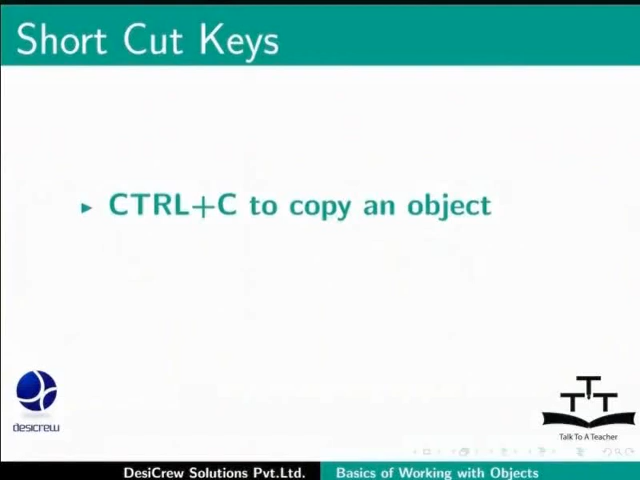 Short Cut Keys
▶ CTRL+C to copy an object
desicrew
T T T
Talk To A Teacher
DesiCrew Solutions Pvt.Ltd. Basics of Working with Objects